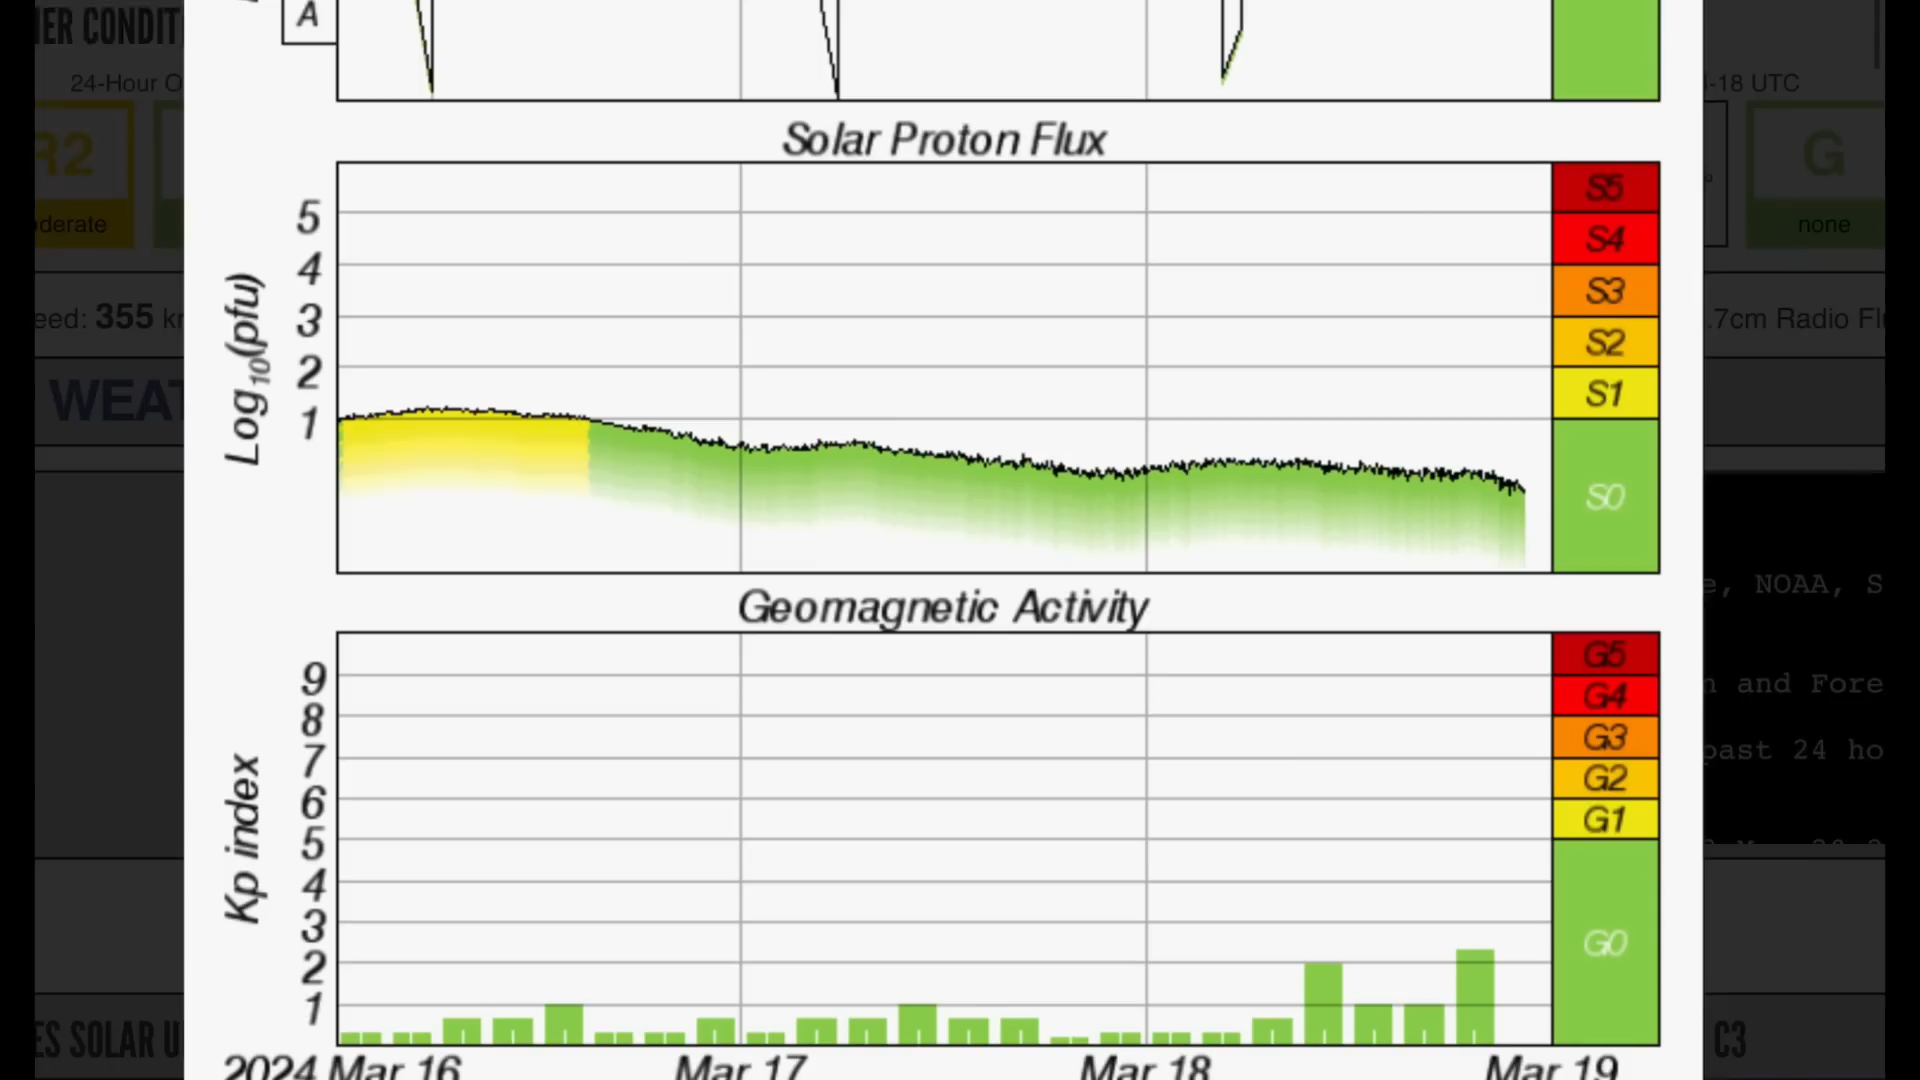 HER CONDIT
A
24-Hour O
-18 UTC
Solar Proton Flux
R2
oderate
G
none
5
4
3
2
1
Log10(pfu)
S5
S4
S3
S2
S1
S0
eed: 355 k
.7cm Radio Fl
WEAT
Geomagnetic Activity
e, NOAA, S
n and Fore
past 24 ho
9
8
7
6
5
4
3
2
1
Kp index
G5
G4
G3
G2
G1
G0
ES SOLAR U
C3
2024 Mar 16
Mar 17
Mar 18
Mar 19